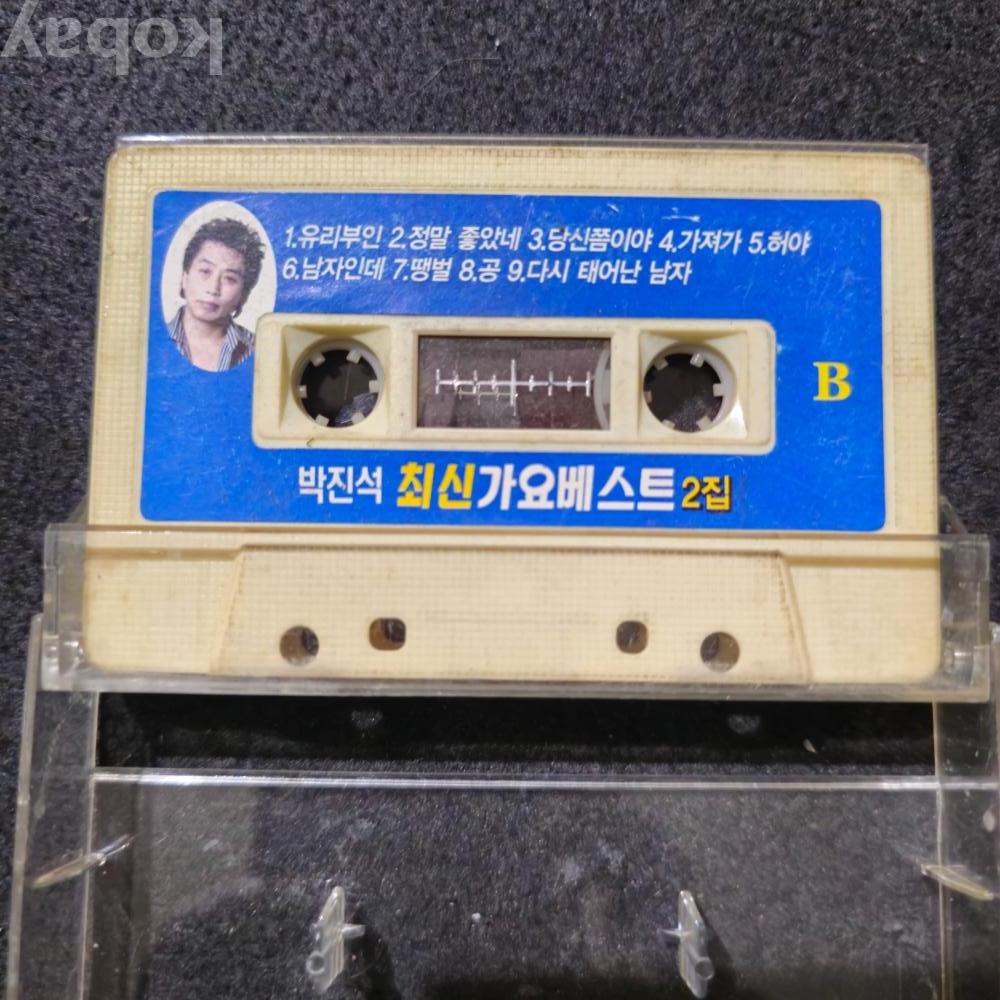 kobay
1.유리부인 2.정말 좋았네 3.당신쯤이야 4.가져가 5.허야
6.남자인데 7.땡벌 8.공 9.다시 태어난 남자
B
박진석 최신가요베스트 2집